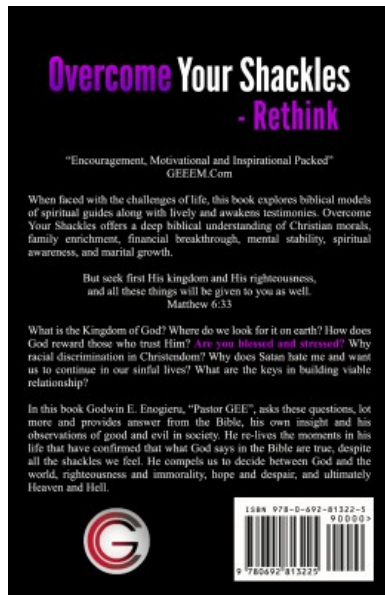 Overcome Your Shackles
- Rethink
“Encouragement, Motivational and Inspirational Packed”
GEEEM.Com
When faced with the challenges of life, this book explores biblical models
of spiritual guides along with lively and awakens testimonies. Overcome
Your Shackles offers a deep biblical understanding of Christian morals,
family enrichment, financial breakthrough, mental stability, spiritual
awareness, and marital growth.
But seek first His kingdom and His righteousness,
and all these things will be given to you as well.
Matthew 6:33
What is the Kingdom of God? Where do we look for it on earth? How does
God reward those who trust Him? Are you blessed and stressed? Why
racial discrimination in Christendom? Why does Satan hate me and want
us to continue in our sinful lives? What are the keys in building viable
relationship?
In this book Godwin E. Enogieru, “Pastor GEE”, asks these questions, lot
more and provides answer from the Bible, his own insight and his
observations of good and evil in society. He re-lives the moments in his
life that have confirmed that what God says in the Bible are true, despite
all the shackles we feel. He compels us to decide between God and the
world, righteousness and immorality, hope and despair, and ultimately
Heaven and Hell.
ISBN 978-0-692-81322-5
90000>
9 780692 813225